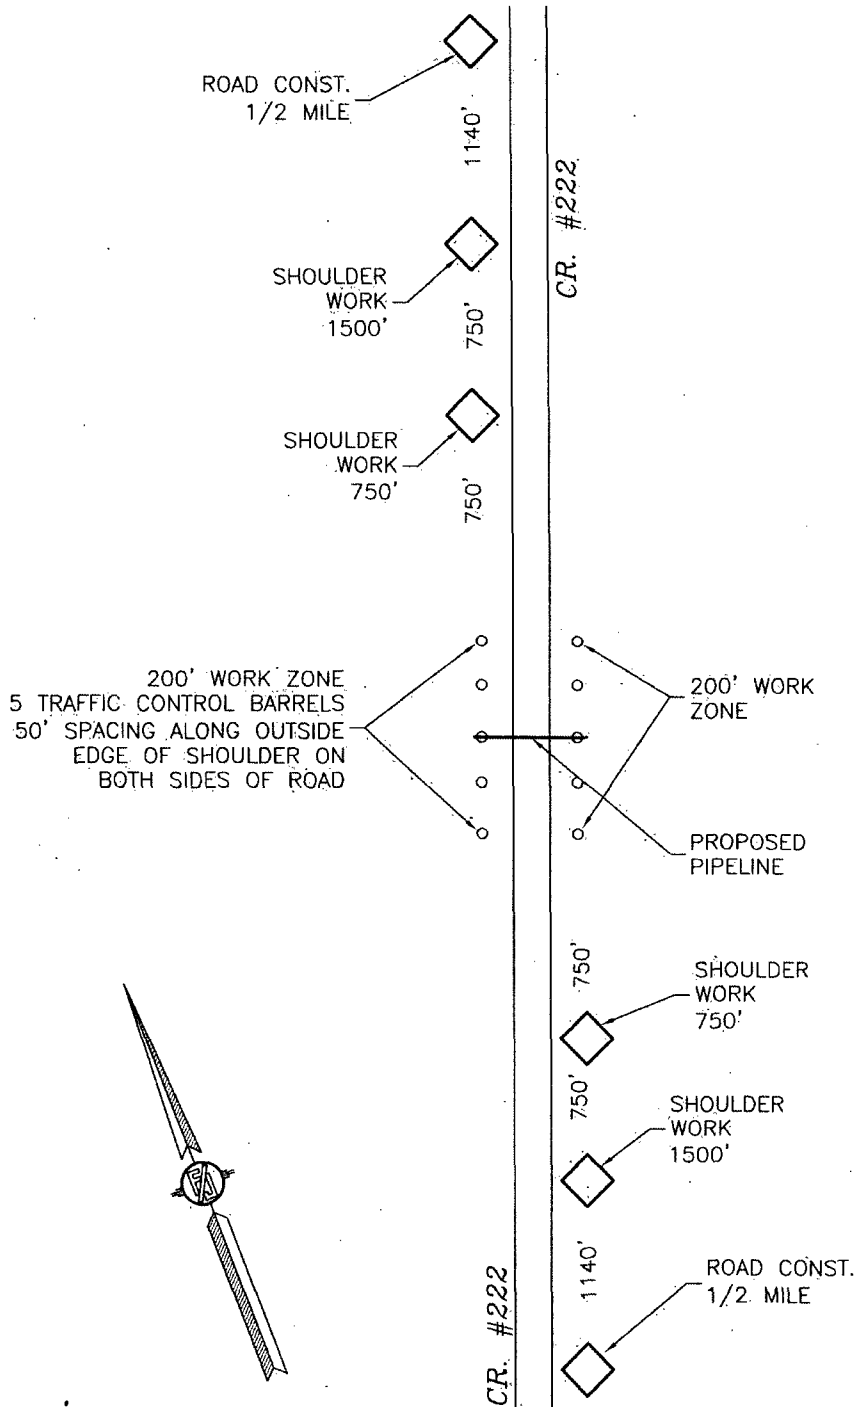 ROAD CONST.
1/2 MILE
1140'
CR. #222
SHOULDER
WORK
1500'
750'
SHOULDER
WORK
750'
750'
200' WORK ZONE
5 TRAFFIC CONTROL BARRELS
50' SPACING ALONG OUTSIDE
EDGE OF SHOULDER ON
BOTH SIDES OF ROAD
200' WORK
ZONE
PROPOSED
PIPELINE
750'
SHOULDER
WORK
750'
750'
SHOULDER
WORK
1500'
1140'
ROAD CONST.
1/2 MILE
CR. #222